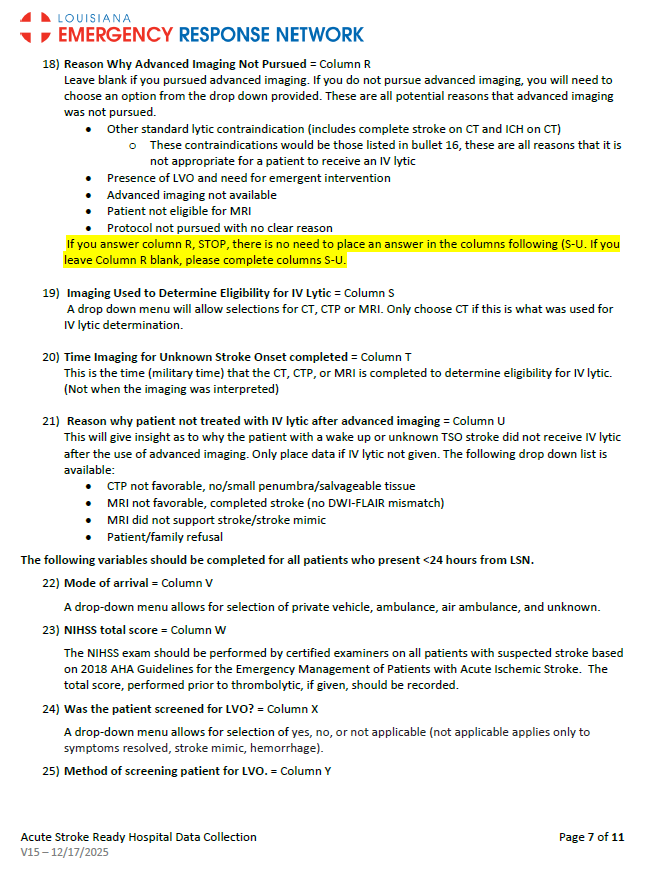 LOUISIANA
EMERGENCY RESPONSE NETWORK
18) Reason Why Advanced Imaging Not Pursued = Column R
Leave blank if you pursued advanced imaging. If you do not pursue advanced imaging, you will need to
choose an option from the drop down provided. These are all potential reasons that advanced imaging
was not pursued.
• Other standard lytic contraindication (includes complete stroke on CT and ICH on CT)
o These contraindications would be those listed in bullet 16, these are all reasons that it is
not appropriate for a patient to receive an IV lytic
• Presence of LVO and need for emergent intervention
• Advanced imaging not available
• Patient not eligible for MRI
• Protocol not pursued with no clear reason
If you answer column R, STOP, there is no need to place an answer in the columns following (S-U. If you
leave Column R blank, please complete columns S-U.
19) Imaging Used to Determine Eligibility for IV Lytic = Column S
A drop down menu will allow selections for CT, CTP or MRI. Only choose CT if this is what was used for
IV lytic determination.
20) Time Imaging for Unknown Stroke Onset completed = Column T
This is the time (military time) that the CT, CTP, or MRI is completed to determine eligibility for IV lytic.
(Not when the imaging was interpreted)
21) Reason why patient not treated with IV lytic after advanced imaging = Column U
This will give insight as to why the patient with a wake up or unknown TSO stroke did not receive IV lytic
after the use of advanced imaging. Only place data if IV lytic not given. The following drop down list is
available:
• CTP not favorable, no/small penumbra/salvageable tissue
• MRI not favorable, completed stroke (no DWI-FLAIR mismatch)
• MRI did not support stroke/stroke mimic
• Patient/family refusal
The following variables should be completed for all patients who present <24 hours from LSN.
22) Mode of arrival = Column V
A drop-down menu allows for selection of private vehicle, ambulance, air ambulance, and unknown.
23) NIHSS total score = Column W
The NIHSS exam should be performed by certified examiners on all patients with suspected stroke based
on 2018 AHA Guidelines for the Emergency Management of Patients with Acute Ischemic Stroke. The
total score, performed prior to thrombolytic, if given, should be recorded.
24) Was the patient screened for LVO? = Column X
A drop-down menu allows for selection of yes, no, or not applicable (not applicable applies only to
symptoms resolved, stroke mimic, hemorrhage).
25) Method of screening patient for LVO. = Column Y
Acute Stroke Ready Hospital Data Collection Page 7 of 11
V15 – 12/17/2025